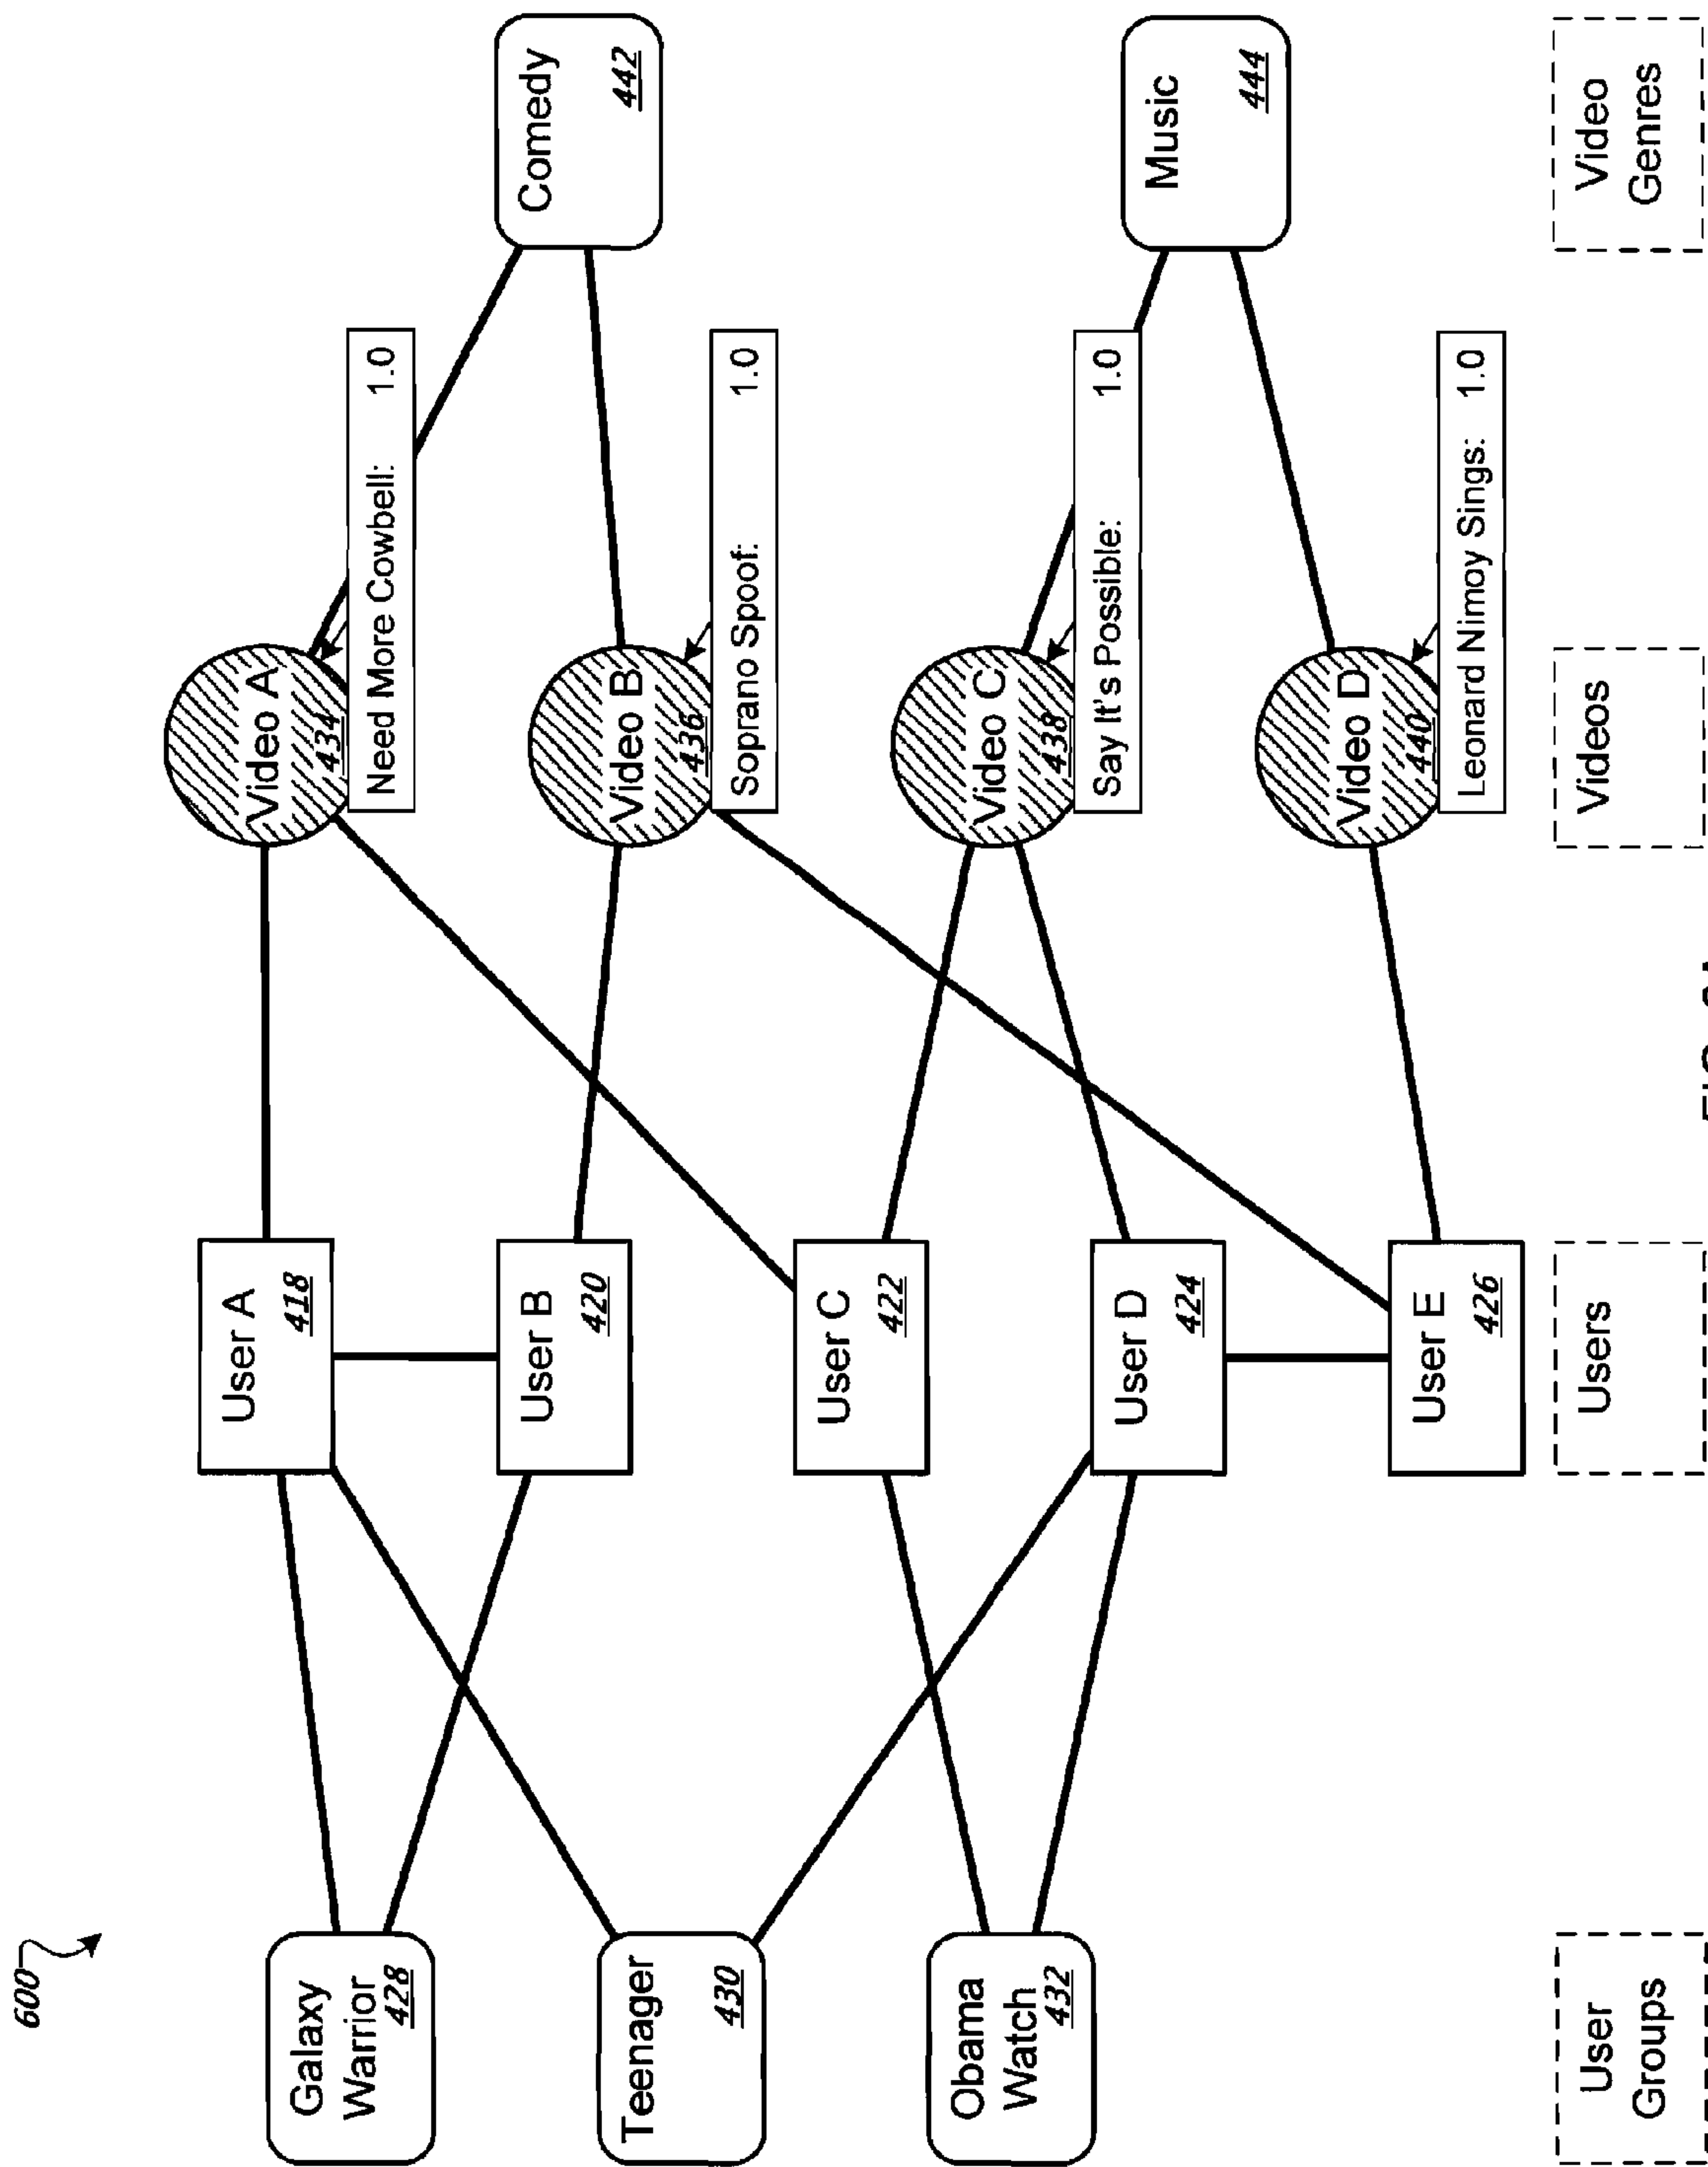 600
Galaxy
Warrior
428
Teenager
430
Obama
Watch
432
User
Groups
User A
418
User B
420
User C
422
User D
424
User E
426
Users
Video A
434
Need More Cowbell: 1.0
Video B
436
Soprano Spoof: 1.0
Video C
438
Say It's Possible: 1.0
Video D
440
Leonard Nimoy Sings: 1.0
Videos
Comedy
442
Music
444
Video
Genres